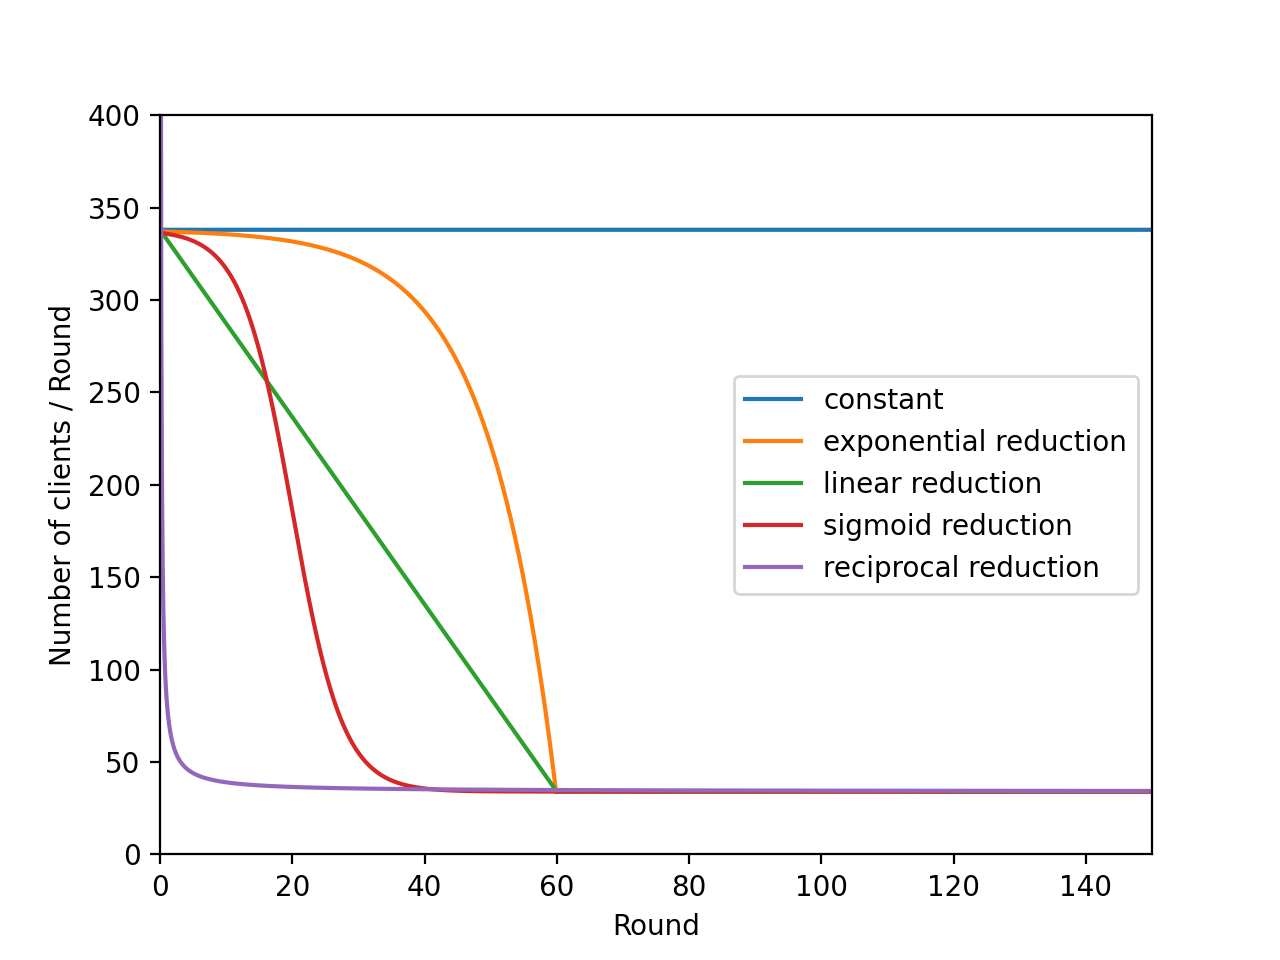 400
350
300
250
200
150
100
50
0
Number of clients / Round
constant
exponential reduction
linear reduction
sigmoid reduction
reciprocal reduction
0 20 40 60 80 100 120 140
Round